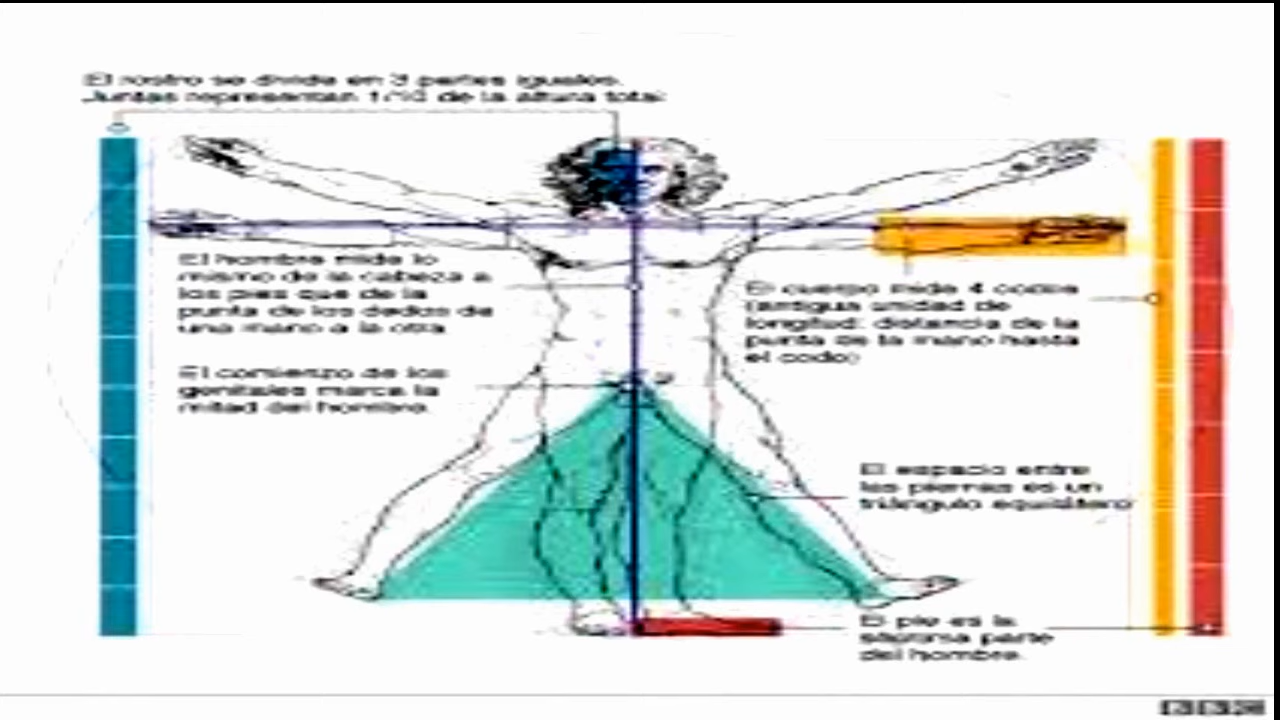 El rostro se divide en 3 partes iguales.
Juntas representan 1/10 de la altura total
El hombre mide lo
mismo de la cabeza a
los pies que de la
punta de los dedos de
una mano a la otra
El cuerpo mide 4 codos
(antigua unidad de
longitud: distancia de la
punta de la mano hasta
el codo)
El comienzo de los
genitales marca la
mitad del hombre.
El espacio entre
las piernas es un
triángulo equilátero
El pie es la
séptima parte
del hombre.